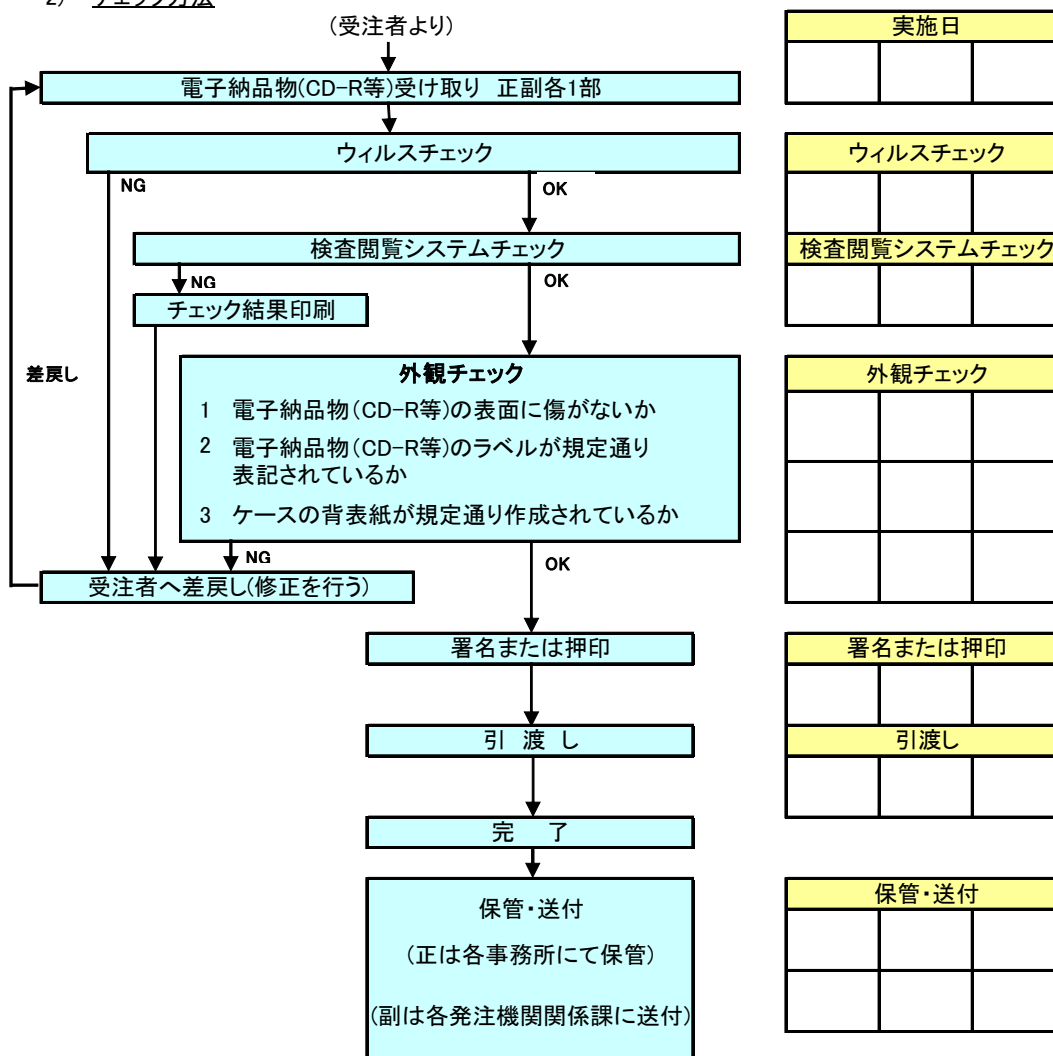 2) チェック方法
(受注者より)
実施日
電子納品物(CD-R等)受け取り 正副各1部
ウィルスチェック
ウィルスチェック
NG
OK
検査閲覧システムチェック
検査閲覧システムチェック
NG
OK
チェック結果印刷
差戻し
外観チェック
外観チェック
1 電子納品物(CD-R等)の表面に傷がないか
2 電子納品物(CD-R等)のラベルが規定通り
表記されているか
3 ケースの背表紙が規定通り作成されているか
NG
OK
受注者へ差戻し(修正を行う)
署名または押印
署名または押印
引 渡 し
引渡し
完 了
保管・送付
保管・送付
(正は各事務所にて保管)
(副は各発注機関関係課に送付)